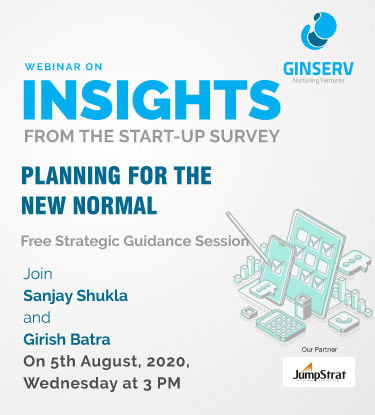 GINSERV
Nurturing Ventures
WEBINAR ON
INSIGHTS
FROM THE START-UP SURVEY
PLANNING FOR THE
NEW NORMAL
Free Strategic Guidance Session
Join
Sanjay Shukla
and
Girish Batra
On 5th August, 2020,
Wednesday at 3 PM
Our Partner
JumpStrat